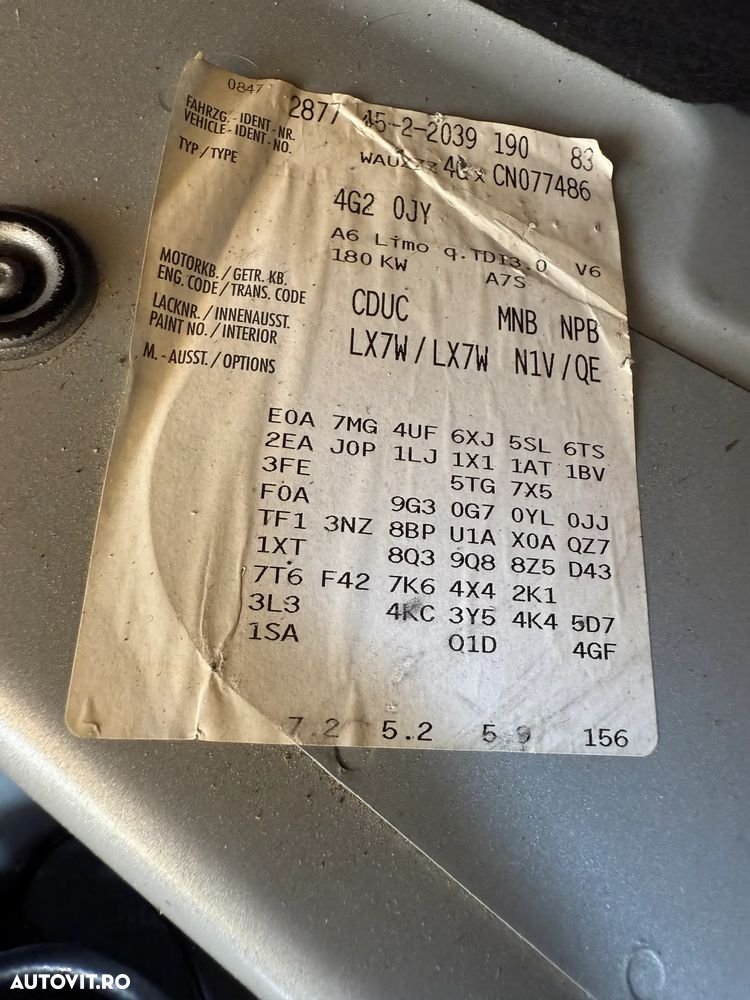 0847
2877 45-2-2039 190 83
FAHRZG.-IDENT-NR.
VEHICLE-IDENT-NO.
WAUZZZ 4G X CN077486
TYP/TYPE
4G2 0JY
A6 Limo q.TDI3.0 V6
180 KW A7S
MOTORKB./GETR.KB.
ENG.CODE/TRANS.CODE
CDUC MNB NPB
LACKNR./INNENAUSST.
PAINT NO./INTERIOR
LX7W/LX7W N1V/QE
M.-AUSST./OPTIONS
E0A 7MG 4UF 6XJ 5SL 6TS
2EA J0P 1LJ 1X1 1AT 1BV
3FE 5TG 7X5
F0A 9G3 0G7 0YL 0JJ
TF1 3NZ 8BP U1A X0A QZ7
1XT 8Q3 9Q8 8Z5 D43
7T6 F42 7K6 4X4 2K1
3L3 4KC 3Y5 4K4 5D7
1SA Q1D 4GF
7.2 5.2 5.9 156
AUTOVIT.RO